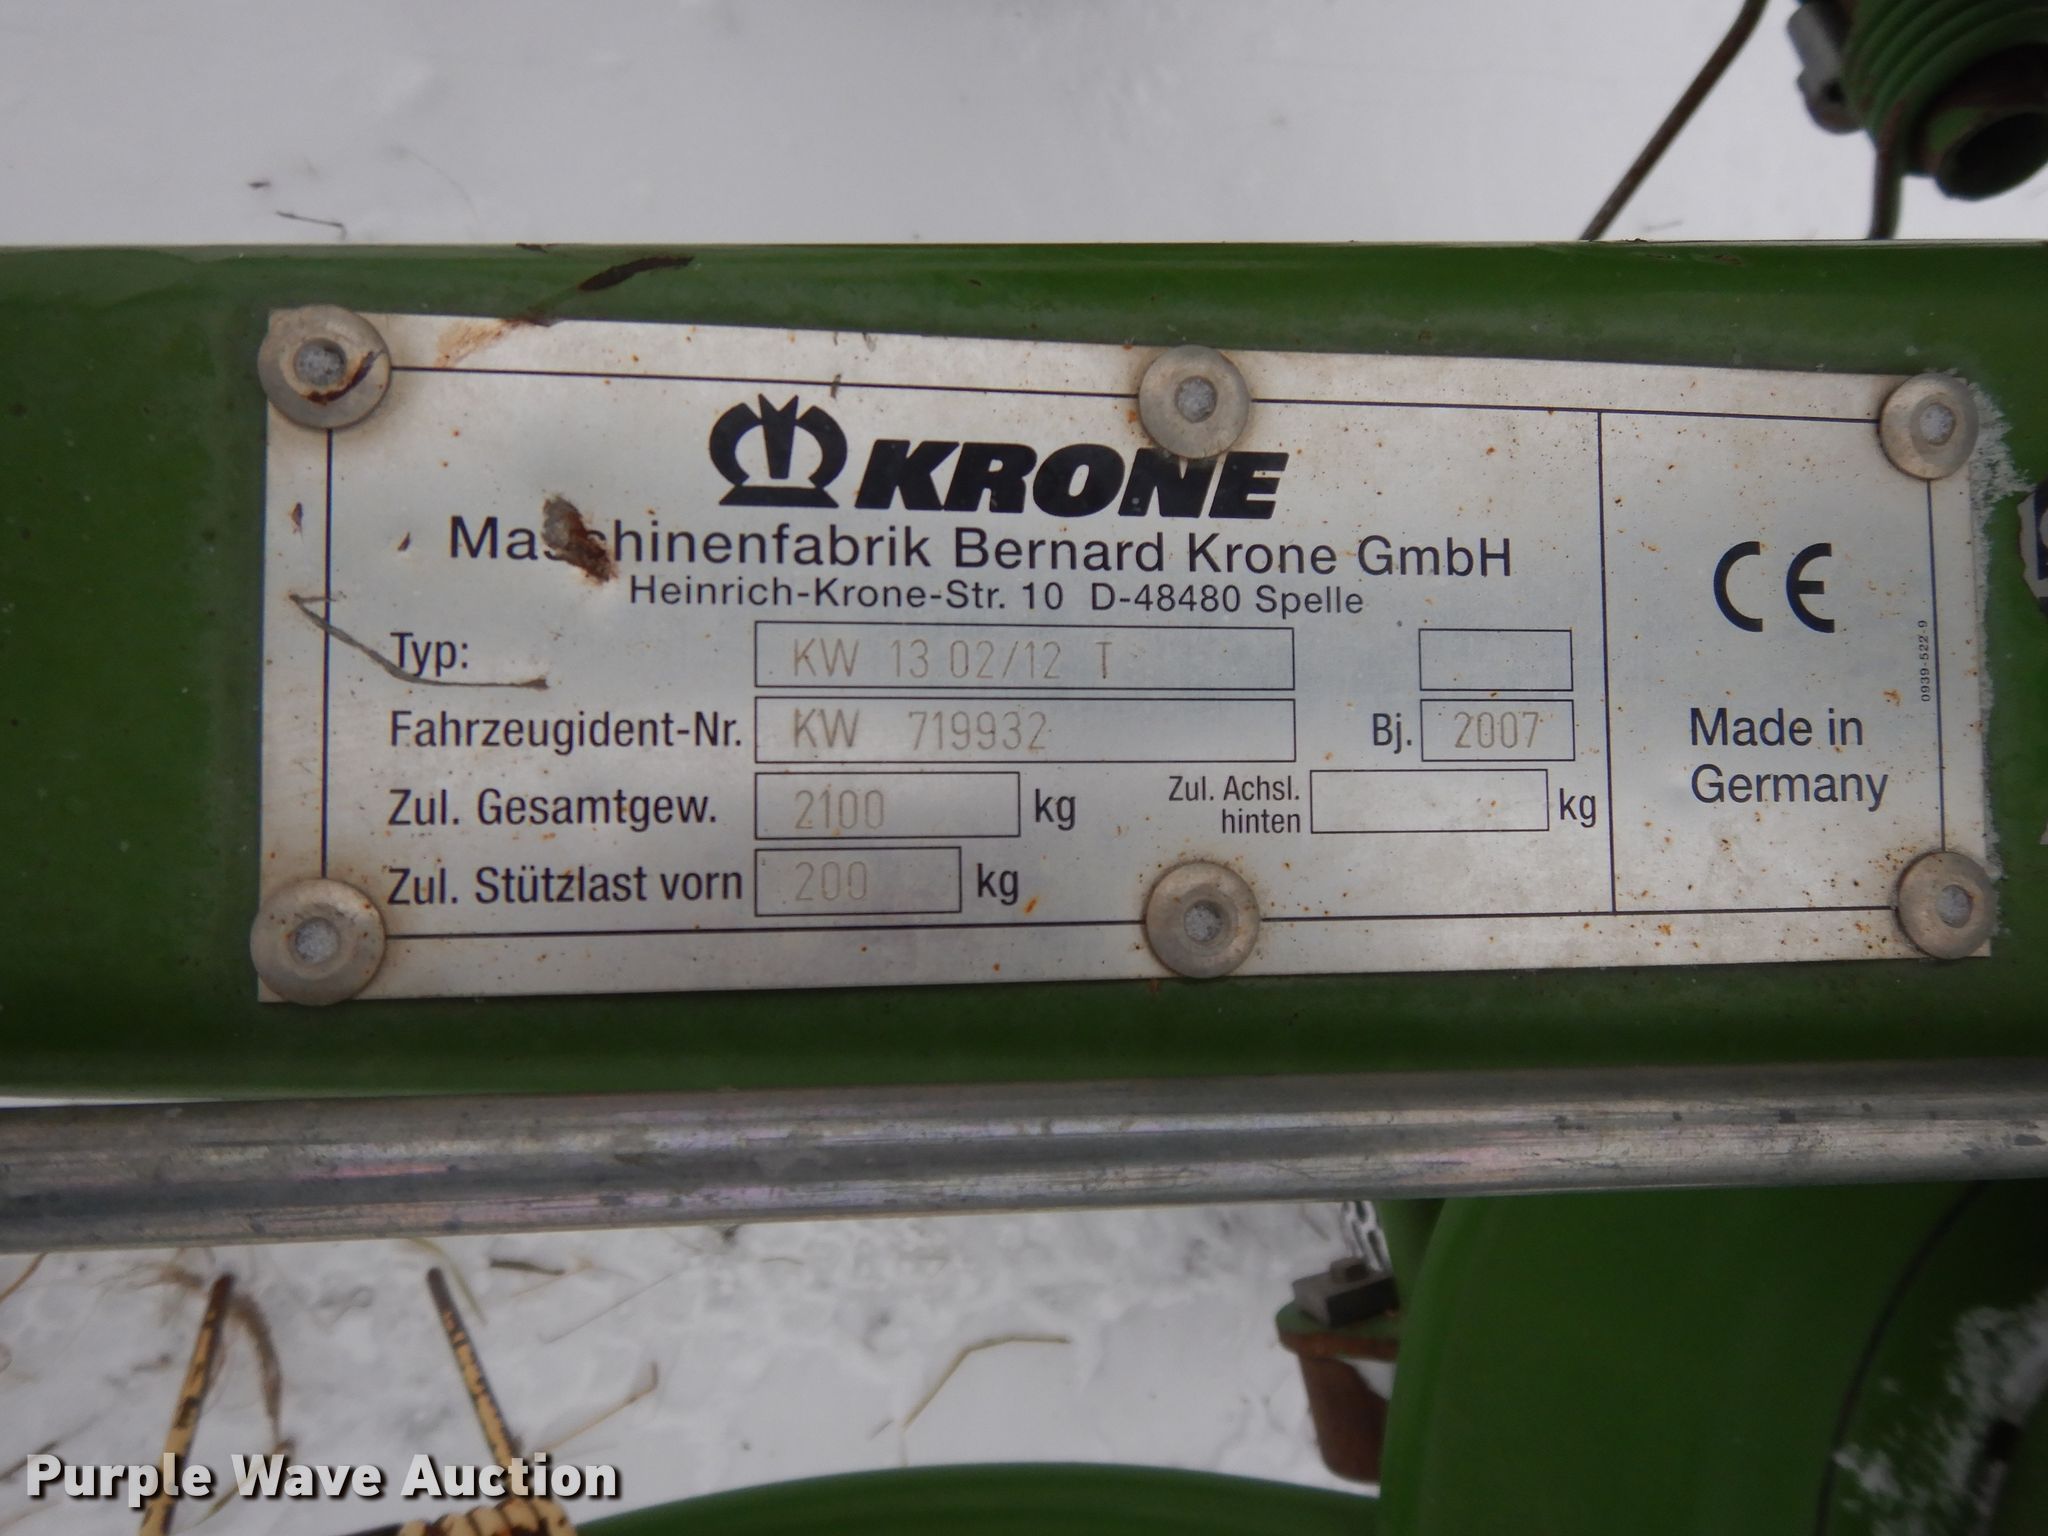 KRONE
Maschinenfabrik Bernard Krone GmbH
Heinrich-Krone-Str. 10 D-48480 Spelle
Typ: KW 13 02/12 T
Fahrzeugident-Nr. KW 719932 Bj. 2007
Zul. Gesamtgew. 2100 kg Zul. Achsl. hinten kg
Zul. Stützlast vorn 200 kg
CE
0939-522-9
Made in
Germany
Purple Wave Auction